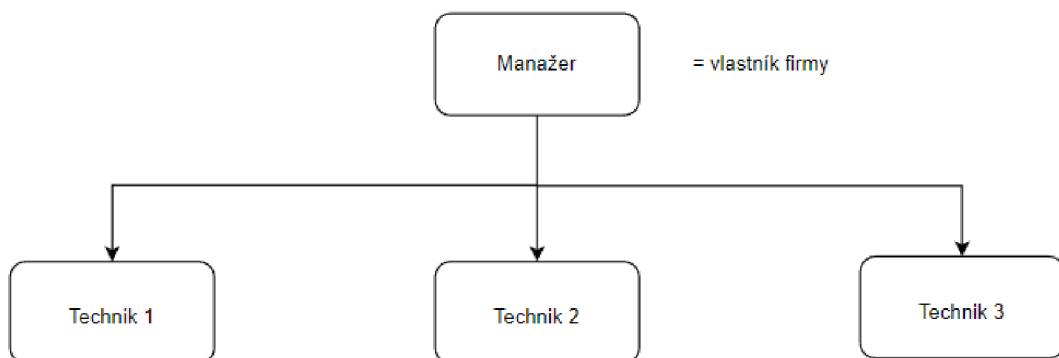 Manažer
= vlastník firmy
Technik 1
Technik 2
Technik 3